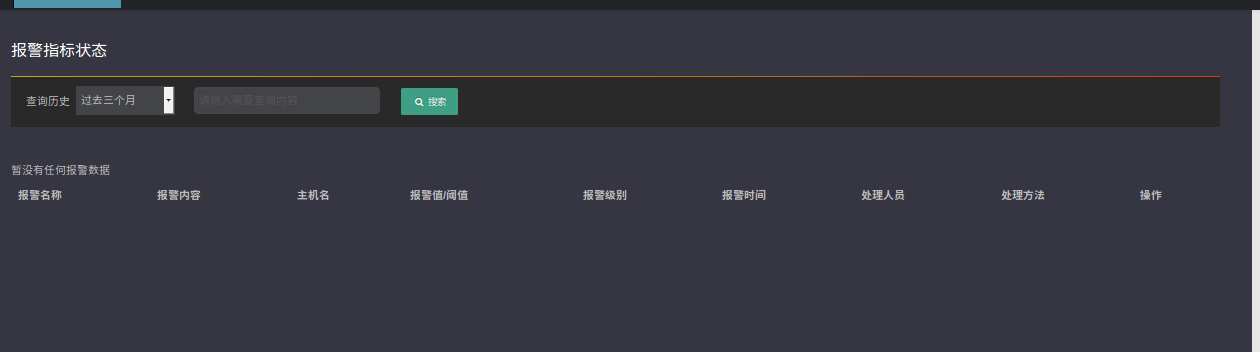 报警指标状态
查询历史 过去三个月 请输入需要查询内容 搜索
暂没有任何报警数据
报警名称 报警内容 主机名 报警值/阈值 报警级别 报警时间 处理人员 处理方法 操作